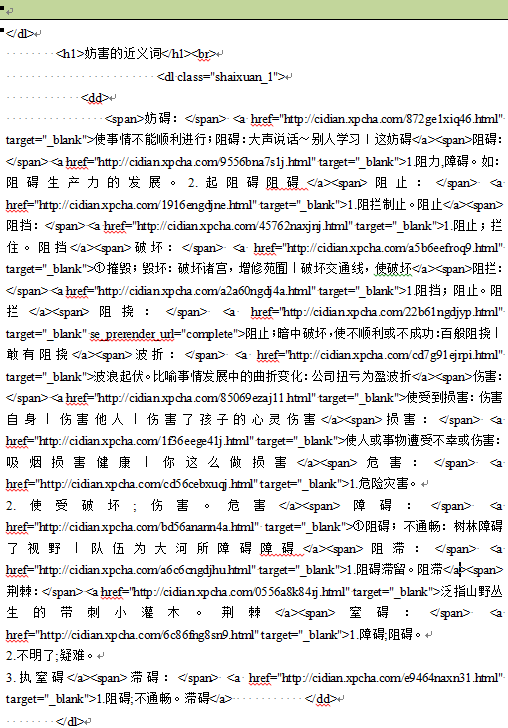 </dl>
<h1>妨害的近义词</h1><br>
<dl class="shaixuan_1">
<dd>
<span>妨碍：</span> <a href="http://cidian.xpcha.com/872ge1xiq46.html"
target="_blank">使事情不能顺利进行；阻碍：大声说话～别人学习｜这妨碍</a><span>阻碍：
</span><a href="http://cidian.xpcha.com/9556bna7s1j.html" target="_blank">1.阻力,障碍。如：
阻碍生产力的发展。2.起阻碍阻碍</a><span>阻止：</span> <a
href="http://cidian.xpcha.com/1916engdjne.html" target="_blank">1.阻拦制止。阻止</a><span>
阻挡：</span><a href="http://cidian.xpcha.com/45762naxjnj.html" target="_blank">1.阻止；拦
住。阻挡</a><span>破坏：</span> <a href="http://cidian.xpcha.com/a5b6eefroq9.html"
target="_blank">①摧毁；毁坏：破坏诸宫，增修苑囿｜破坏交通线，使破坏</a><span>阻拦：
</span><a href="http://cidian.xpcha.com/a2a60ngdj4a.html" target="_blank">1.阻挡；阻止。阻
拦</a><span>阻挠：</span> <a href="http://cidian.xpcha.com/22b61ngdjyp.html"
target="_blank" se_prerender_url="complete">阻止；暗中破坏，使不顺利或不成功：百般阻挠｜
敢有阻挠</a><span>波折：</span> <a href="http://cidian.xpcha.com/cd7g91ejrpi.html"
target="_blank">波浪起伏。比喻事情发展中的曲折变化：公司扭亏为盈波折</a><span>伤害：
</span><a href="http://cidian.xpcha.com/85069ezaj11.html" target="_blank">使受到损害：伤害
自身｜伤害他人｜伤害了孩子的心灵伤害</a><span>损害：</span> <a
href="http://cidian.xpcha.com/1f36eege41j.html" target="_blank">使人或事物遭受不幸或伤害：
吸烟损害健康｜你这么做损害</a><span>危害：</span> <a
href="http://cidian.xpcha.com/cd56cebxuqj.html" target="_blank">1.危险灾害。
2.使受破坏;伤害。危害</a><span>障碍：</span> <a
href="http://cidian.xpcha.com/bd56anann4a.html" target="_blank">①阻碍；不通畅：树林障碍
了视野｜队伍为大河所障碍障碍</a><span>阻滞：</span> <a
href="http://cidian.xpcha.com/a6c6cngdjhu.html" target="_blank">1.阻碍滞留。阻滞</a><span>
荆棘：</span><a href="http://cidian.xpcha.com/0556a8k84rj.html" target="_blank">泛指山野丛
生的带刺小灌木。荆棘</a><span>窒碍：</span> <a
href="http://cidian.xpcha.com/6c86fng8sn9.html" target="_blank">1.障碍;阻碍。
2.不明了;疑难。
3.执窒碍</a><span>滞碍：</span> <a href="http://cidian.xpcha.com/e9464naxn31.html"
target="_blank">1.阻碍;不通畅。滞碍</a> </dd>
</dl>